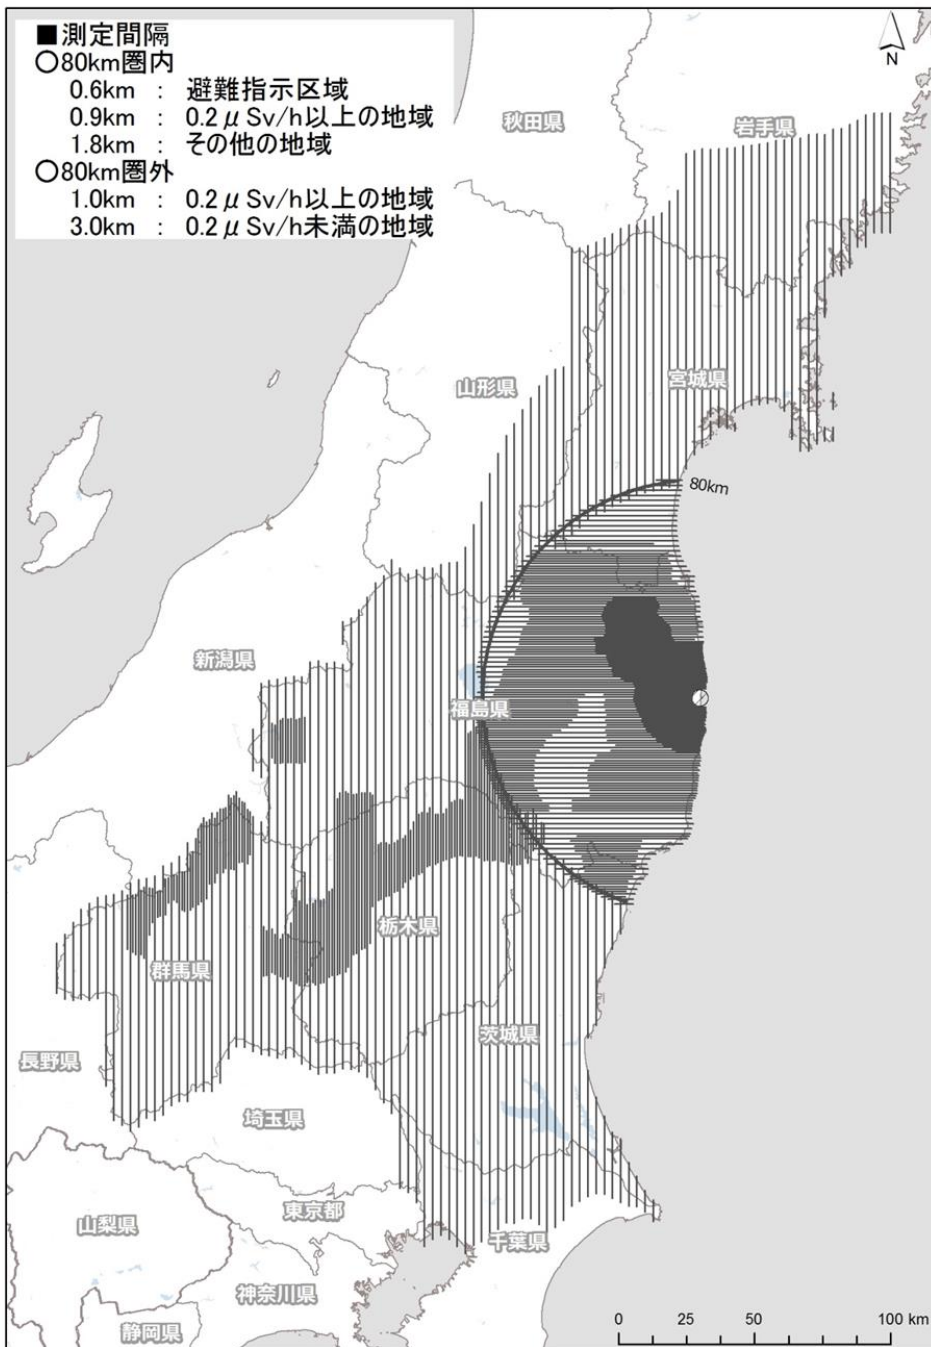 ■測定間隔
○80km圏内
0.6km : 避難指示区域
0.9km : 0.2μSv/h以上の地域
1.8km : その他の地域
○80km圏外
1.0km : 0.2μSv/h以上の地域
3.0km : 0.2μSv/h未満の地域
N
秋田県
岩手県
山形県
宮城県
80km
新潟県
福島県
栃木県
群馬県
茨城県
長野県
埼玉県
東京都
山梨県
千葉県
神奈川県
静岡県
0 25 50 100 km